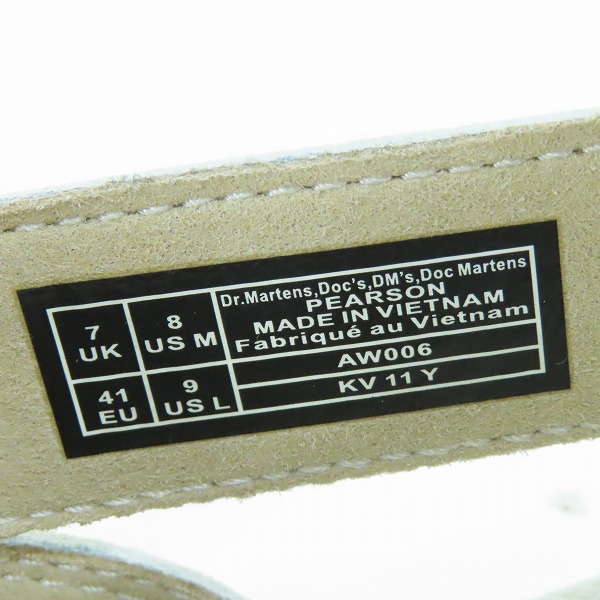 7
UK
8
US M
41
EU
9
US L
Dr.Martens,Doc's,DM's,Doc Martens
PEARSON
MADE IN VIETNAM
Fabriqué au Vietnam
AW006
KV 11 Y